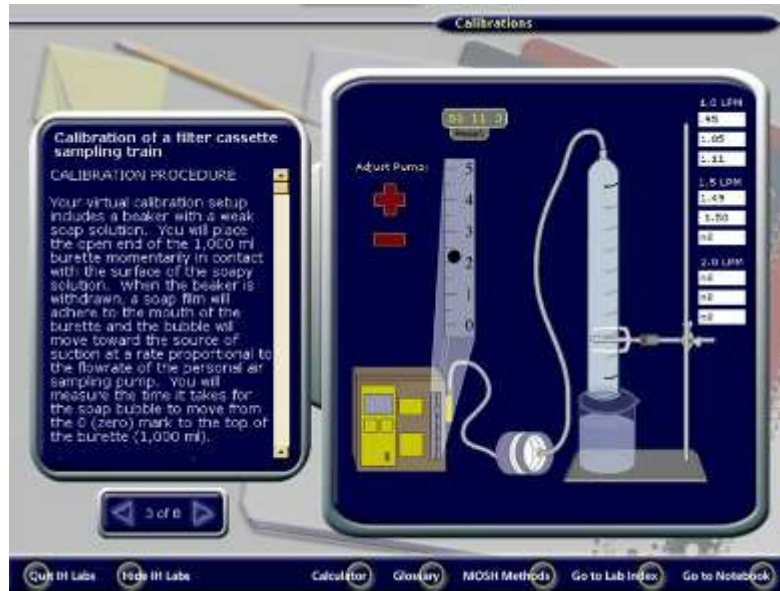 Calibrations
Calibration of a filter cassette
sampling train
CALIBRATION PROCEDURE
Your virtual calibration setup
includes a beaker with a weak
soap solution. You will place
the open end of the 1,000 ml
burette momentarily in contact
with the surface of the soapy
solution. When the beaker is
withdrawn, a soap film will
adhere to the mouth of the
burette and the bubble will
move toward the source of
suction at a rate proportional to
the flowrate of the personal air
sampling pump. You will
measure the time it takes for
the soap bubble to move from
the 0 (zero) mark to the top of
the burette (1,000 ml).
3 of 8
Adjust Pump:
5
4
3
2
1
0
1.0 LPM
.95
1.05
1.11
1.5 LPM
1.49
1.50
2.0 LPM
Quit IH Labs
Hide IH Labs
Calculator
Glossary
NIOSH Methods
Go to Lab Index
Go to Notebook